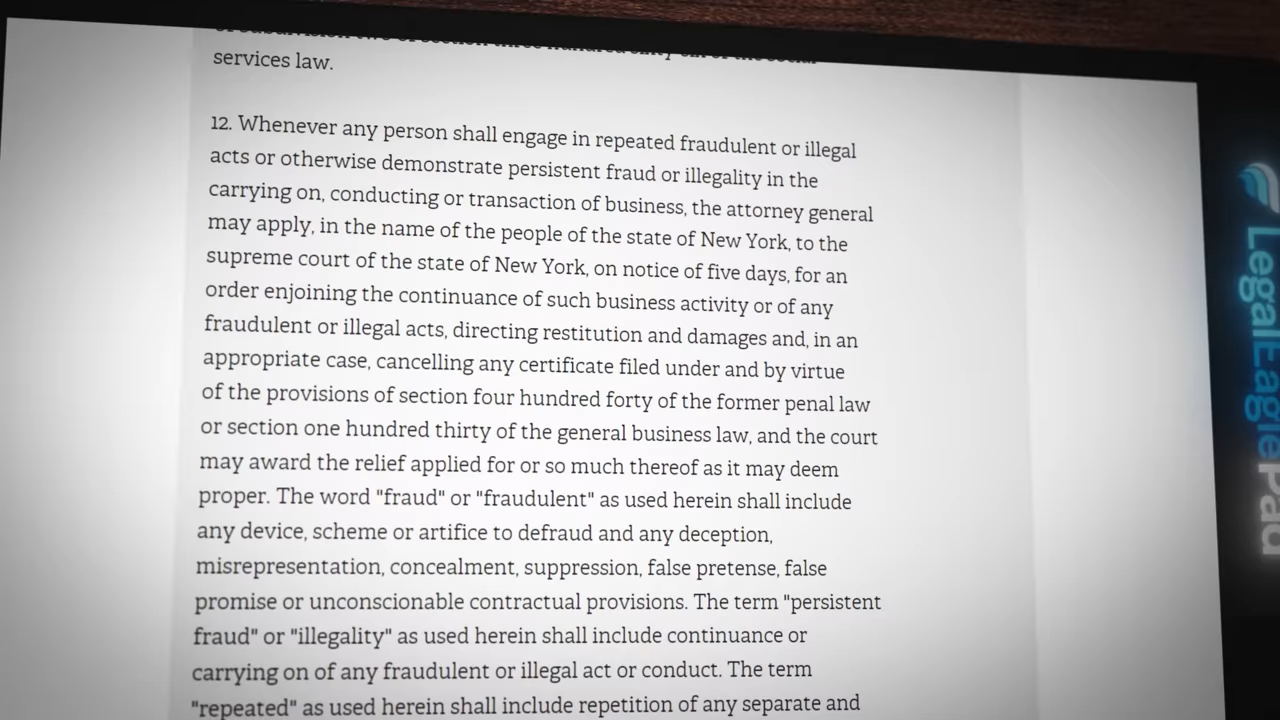 services law.
12. Whenever any person shall engage in repeated fraudulent or illegal
acts or otherwise demonstrate persistent fraud or illegality in the
carrying on, conducting or transaction of business, the attorney general
may apply, in the name of the people of the state of New York, to the
supreme court of the state of New York, on notice of five days, for an
order enjoining the continuance of such business activity or of any
fraudulent or illegal acts, directing restitution and damages and, in an
appropriate case, cancelling any certificate filed under and by virtue
of the provisions of section four hundred forty of the former penal law
or section one hundred thirty of the general business law, and the court
may award the relief applied for or so much thereof as it may deem
proper. The word "fraud" or "fraudulent" as used herein shall include
any device, scheme or artifice to defraud and any deception,
misrepresentation, concealment, suppression, false pretense, false
promise or unconscionable contractual provisions. The term "persistent
fraud" or "illegality" as used herein shall include continuance or
carrying on of any fraudulent or illegal act or conduct. The term
"repeated" as used herein shall include repetition of any separate and
LegalEaglePad